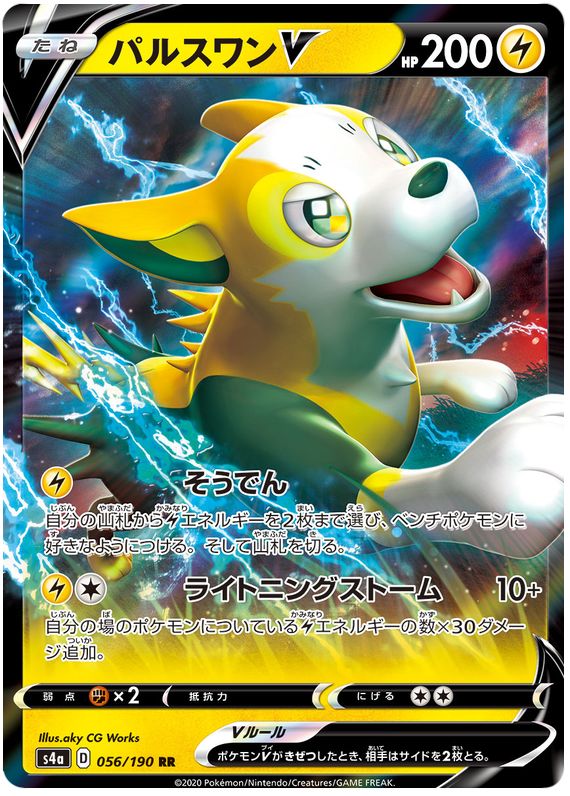 たね パルスワンV HP200
そうでん
自分の山札からエネルギーを2枚まで選び、ベンチポケモンに
好きなようにつける。そして山札を切る。
ライトニングストーム 10+
自分の場のポケモンについているエネルギーの数×30ダメー
ジ追加。
弱点 ×2 抵抗力 にげる
Vルール
ポケモンVがきぜつしたとき、相手はサイドを2枚とる。
Illus.aky CG Works
s4a D 056/190 RR
©2020 Pokémon/Nintendo/Creatures/GAME FREAK.